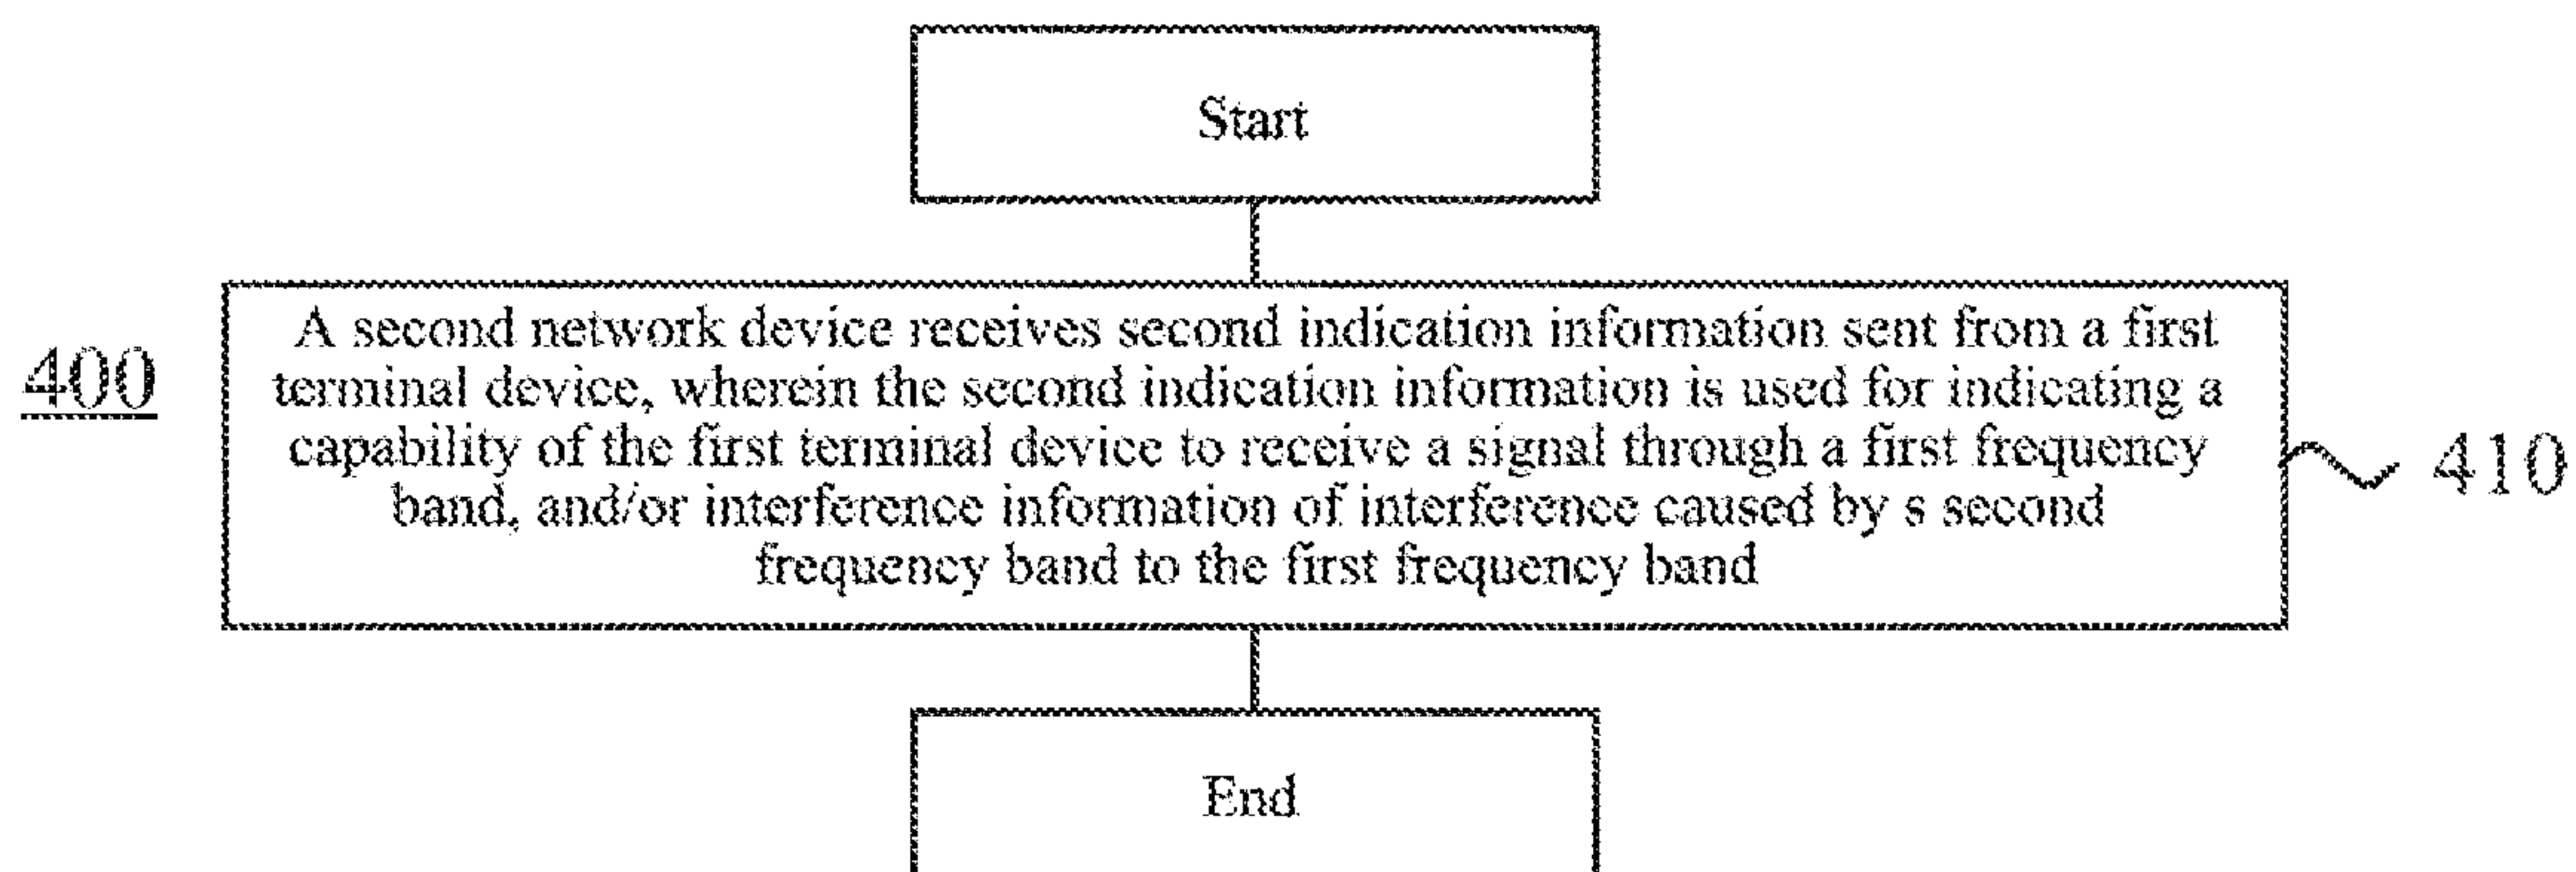 Start
A second network device receives second indication information sent from a first
400
terminal device, wherein the second indication information is used for indicating a
capability of the first terminal device to receive a signal through a first frequency
410
band, and/or interference information of interference caused by s second
frequency band to the first frequency band
End